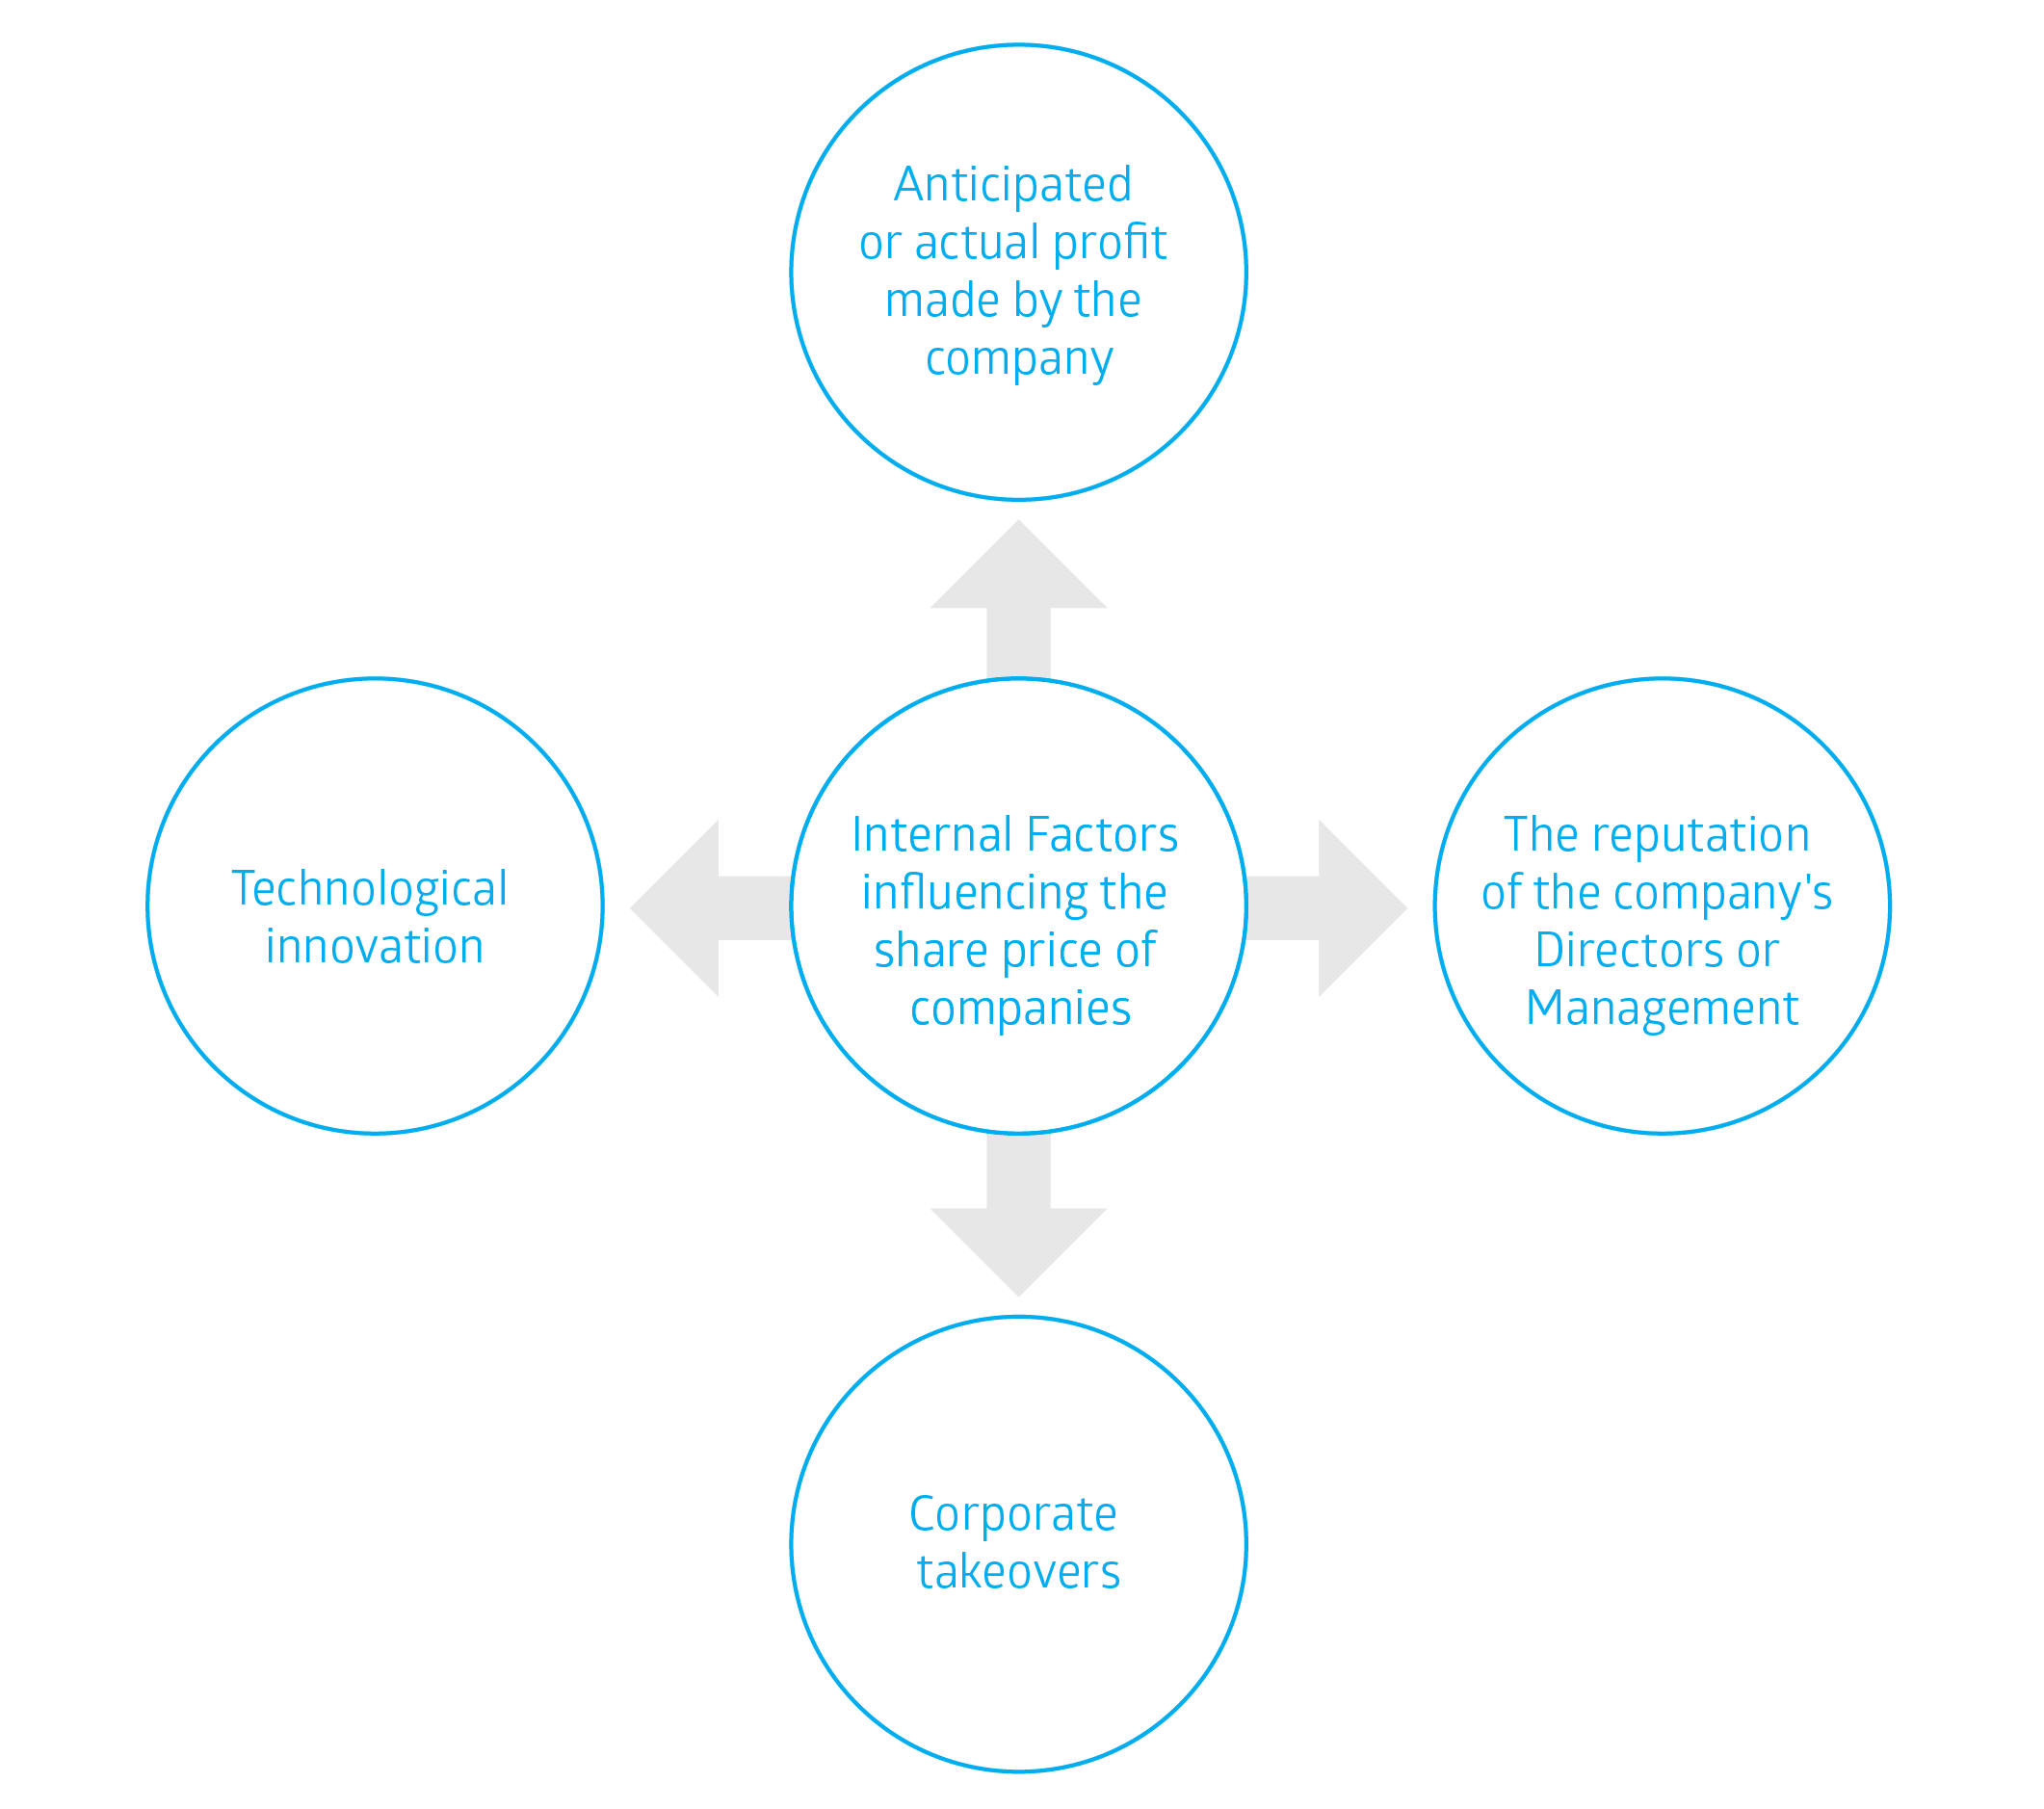 Anticipated
or actual profit
made by the
company
Technological
innovation
Internal Factors
influencing the
share price of
companies
The reputation
of the company's
Directors or
Management
Corporate
takeovers